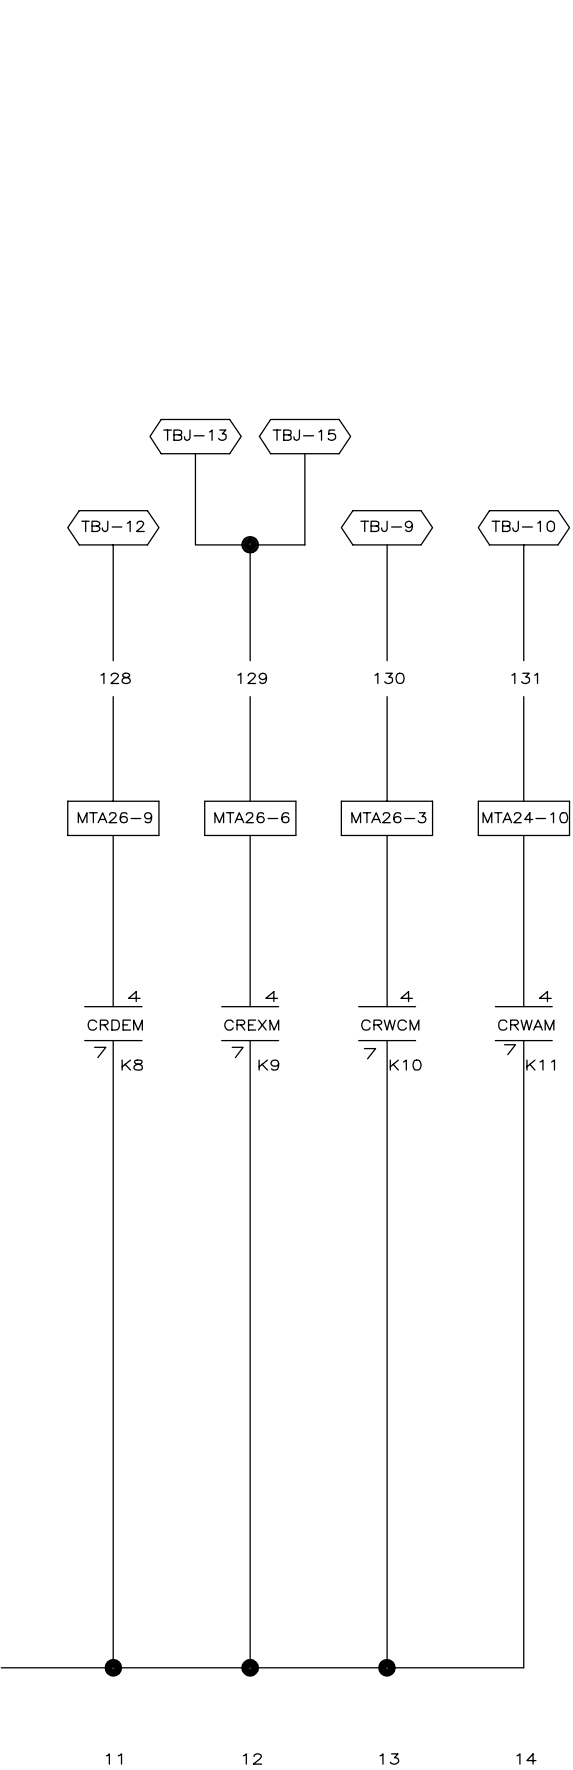 TBJ-13 TBJ-15
TBJ-12 TBJ-9 TBJ-10
128 129 130 131
MTA26-9 MTA26-6 MTA26-3 MTA24-10
4 4 4 4
CRDEM CREXM CRWCM CRWAM
7 7 7 7
K8 K9 K10 K11
11 12 13 14